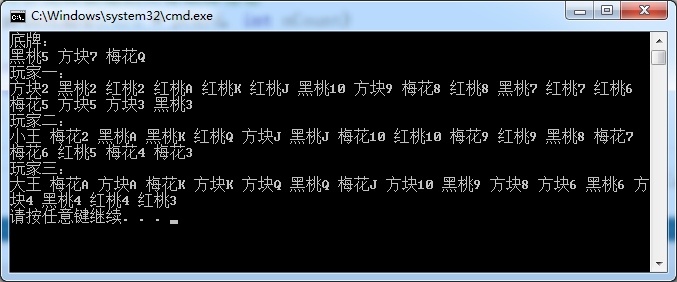 int nCount)
C:\Windows\system32\cmd.exe
底牌：
黑桃5 方块7 梅花Q
玩家一：
方块2 黑桃2 红桃2 红桃A 红桃K 红桃J 黑桃10 方块9 梅花8 红桃8 黑桃7 红桃7 红桃6
梅花5 方块5 方块3 黑桃3
玩家二：
小王 梅花2 黑桃A 黑桃K 红桃Q 方块J 黑桃J 梅花10 红桃10 梅花9 红桃9 黑桃8 梅花7
梅花6 红桃5 梅花4 梅花3
玩家三：
大王 梅花A 方块A 梅花K 方块K 方块Q 黑桃Q 梅花J 方块10 黑桃9 方块8 方块6 黑桃6 方
块4 黑桃4 红桃4 红桃3
请按任意键继续. . .